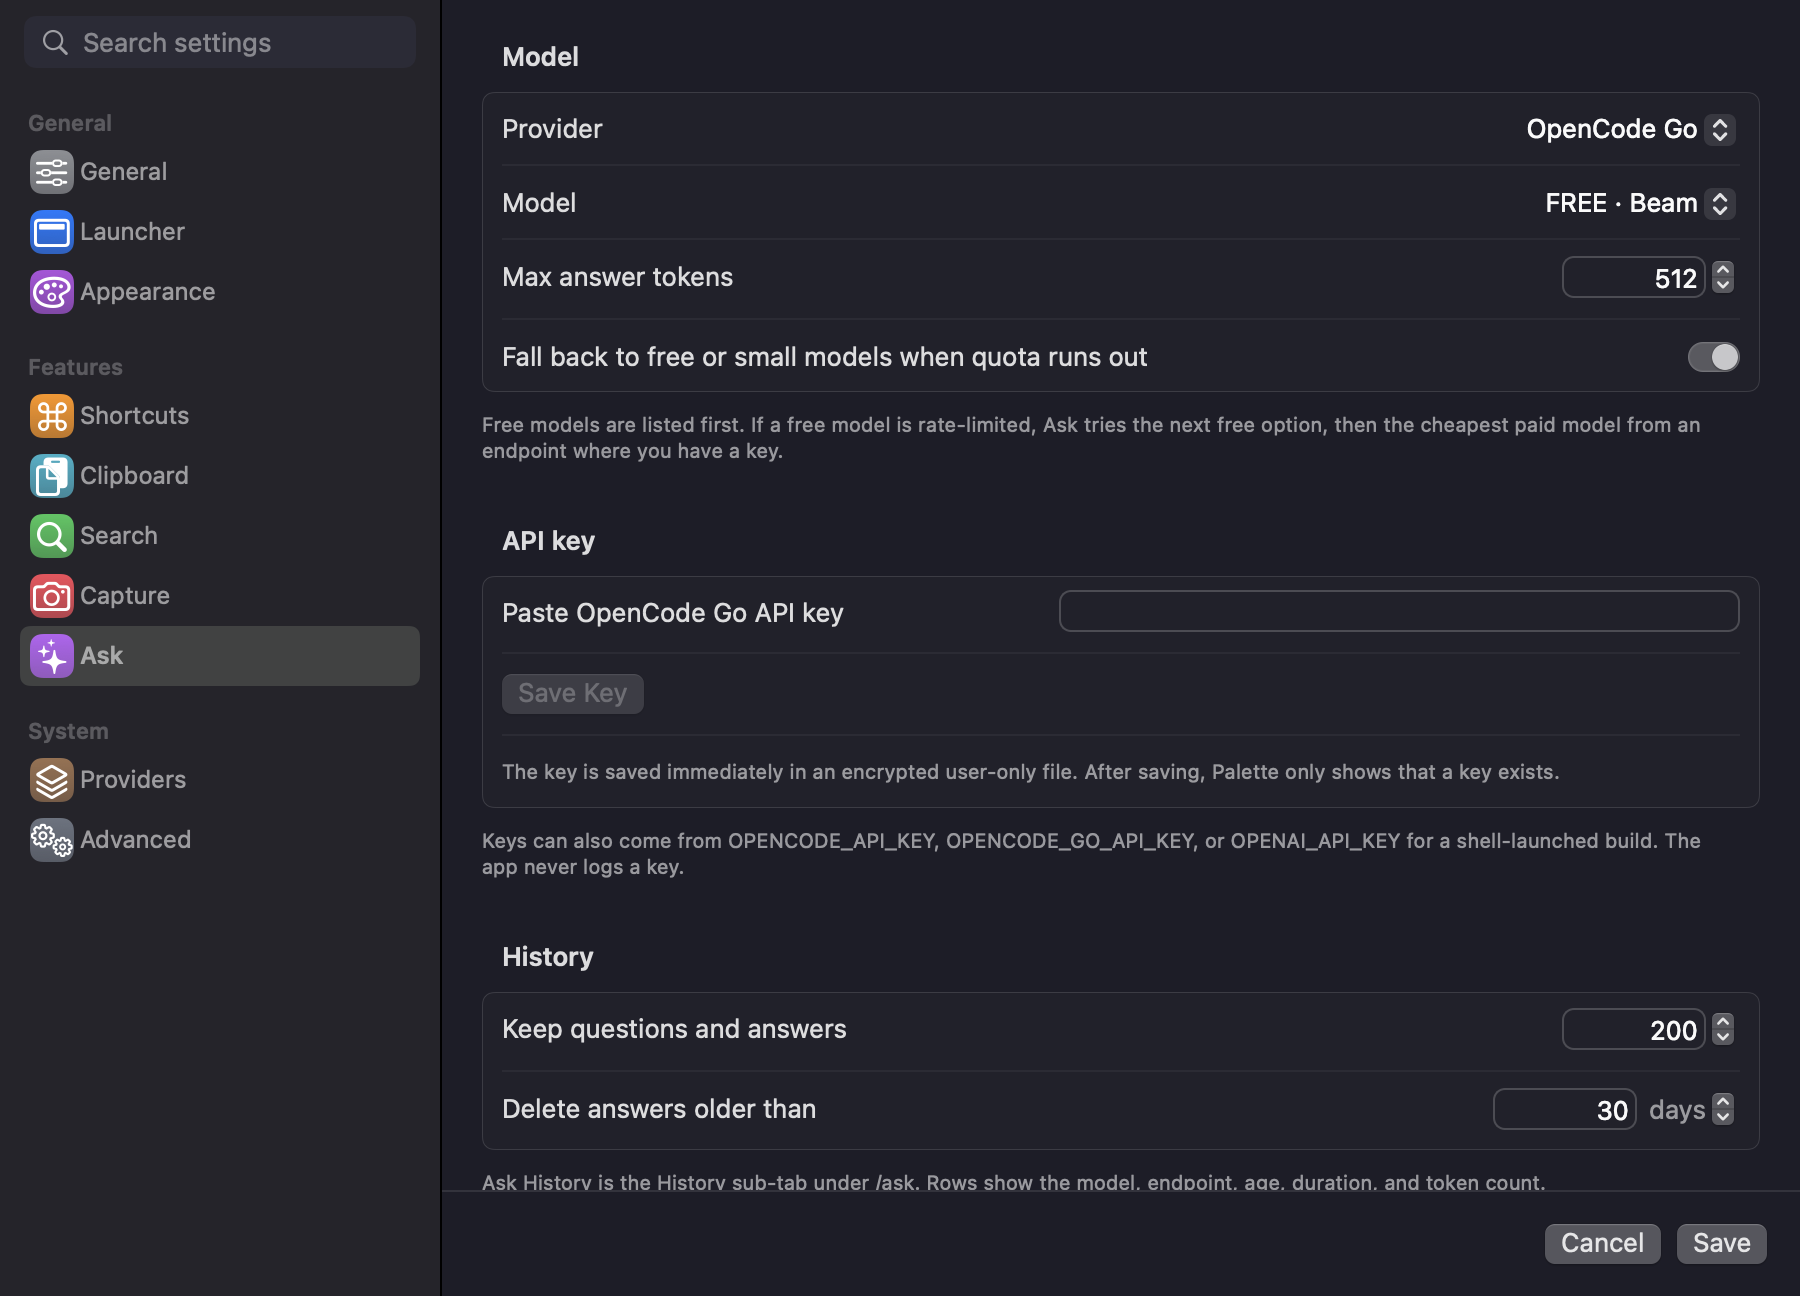 Search settings
General
General
Launcher
Appearance
Features
Shortcuts
Clipboard
Search
Capture
Ask
System
Providers
Advanced
Model
Provider
OpenCode Go
Model
FREE · Beam
Max answer tokens
512
Fall back to free or small models when quota runs out
Free models are listed first. If a free model is rate-limited, Ask tries the next free option, then the cheapest paid model from an
endpoint where you have a key.
API key
Paste OpenCode Go API key
Save Key
The key is saved immediately in an encrypted user-only file. After saving, Palette only shows that a key exists.
Keys can also come from OPENCODE_API_KEY, OPENCODE_GO_API_KEY, or OPENAI_API_KEY for a shell-launched build. The
app never logs a key.
History
Keep questions and answers
200
Delete answers older than
30 days
Ask History is the History sub-tab under /ask. Rows show the model, endpoint, age, duration, and token count.
Cancel
Save